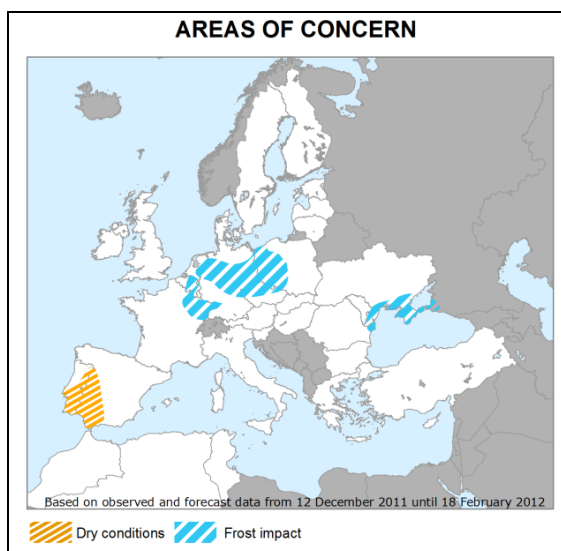 AREAS OF CONCERN
Based on observed and forecast data from 12 December 2011 until 18 February 2012
Dry conditions
Frost impact